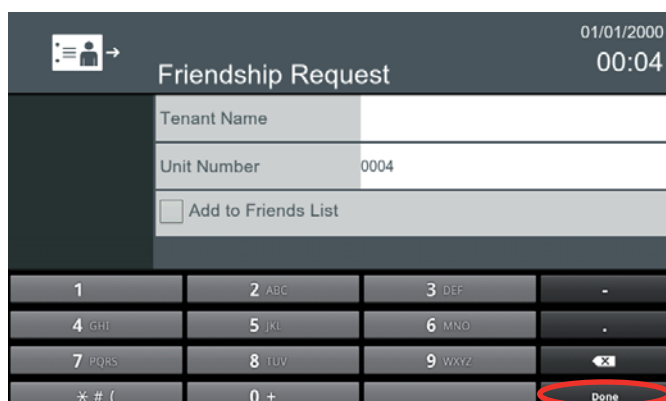 01/01/2000
00:04
Friendship Request
Tenant Name
Unit Number 0004
Add to Friends List
1 2 ABC 3 DEF -
4 GHI 5 JKL 6 MNO .
7 PQRS 8 TUV 9 WXYZ
* # ( 0 + Done